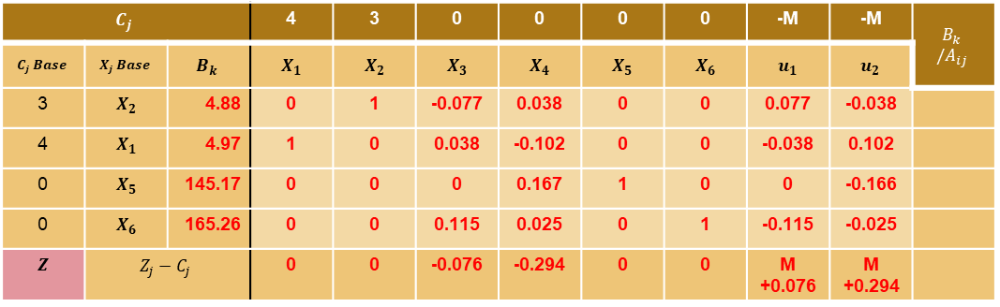 C_j 4 3 0 0 0 0 -M -M B_k /A_ij
C_j Base X_j Base B_k X_1 X_2 X_3 X_4 X_5 X_6 u_1 u_2
3 X_2 4.88 0 1 -0.077 0.038 0 0 0.077 -0.038
4 X_1 4.97 1 0 0.038 -0.102 0 0 -0.038 0.102
0 X_5 145.17 0 0 0 0.167 1 0 0 -0.166
0 X_6 165.26 0 0 0.115 0.025 0 1 -0.115 -0.025
Z Z_j − C_j 0 0 -0.076 -0.294 0 0 M +0.076 M +0.294